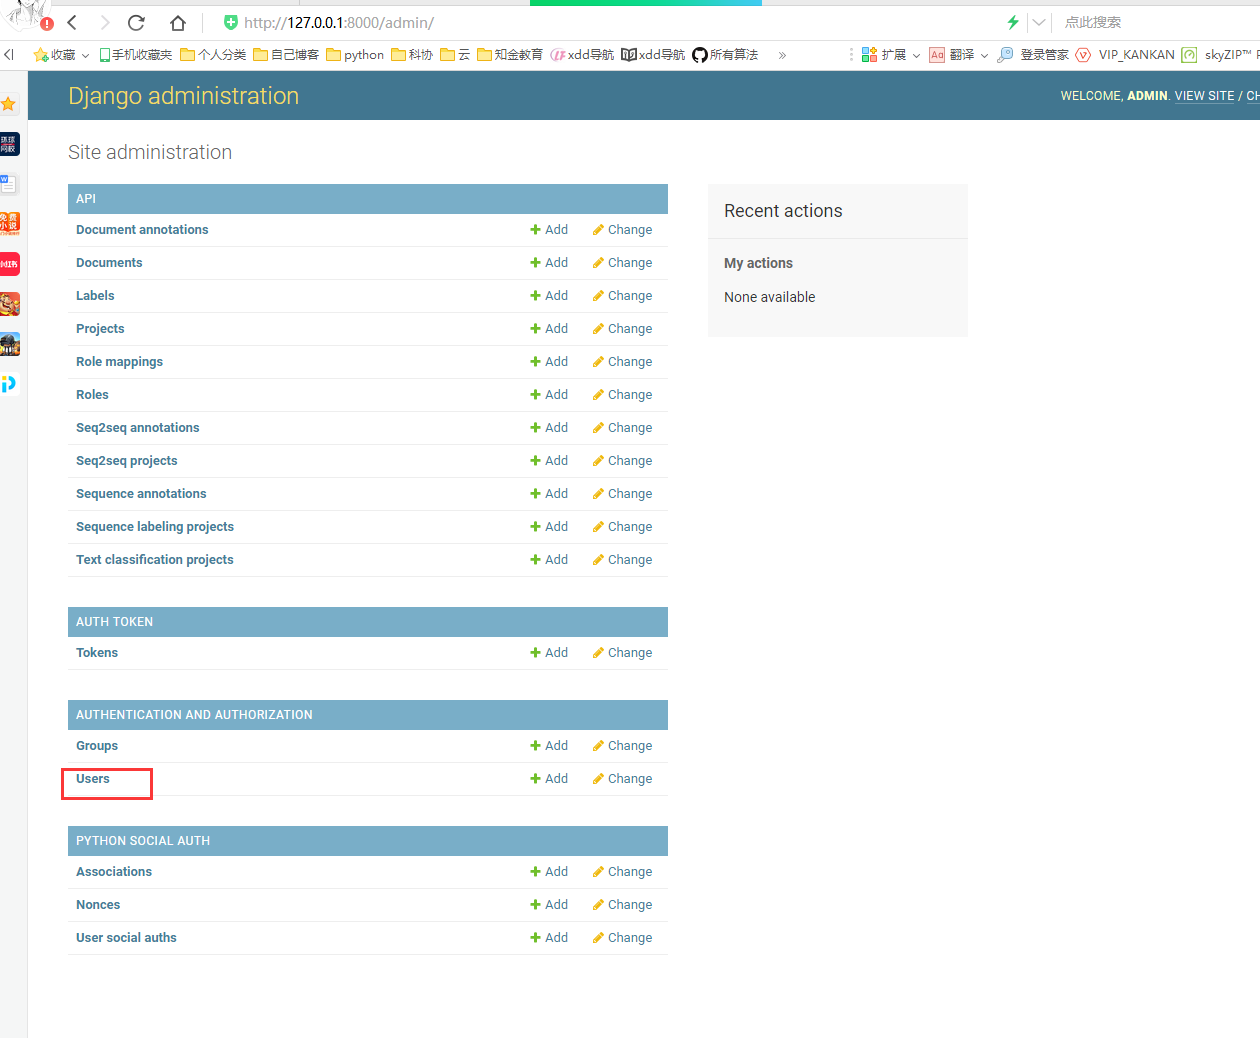 http://127.0.0.1:8000/admin/
点此搜索
收藏 手机收藏夹 个人分类 自己博客 python 科协 云 知金教育 xdd导航 xdd导航 所有算法 » 扩展 Aa 翻译 登录管家 VIP_KANKAN skyZIP™
Django administration
WELCOME, ADMIN. VIEW SITE / CH
Site administration
API
Document annotations Add Change
Documents Add Change
Labels Add Change
Projects Add Change
Role mappings Add Change
Roles Add Change
Seq2seq annotations Add Change
Seq2seq projects Add Change
Sequence annotations Add Change
Sequence labeling projects Add Change
Text classification projects Add Change
AUTH TOKEN
Tokens Add Change
AUTHENTICATION AND AUTHORIZATION
Groups Add Change
Users Add Change
PYTHON SOCIAL AUTH
Associations Add Change
Nonces Add Change
User social auths Add Change
Recent actions
My actions
None available